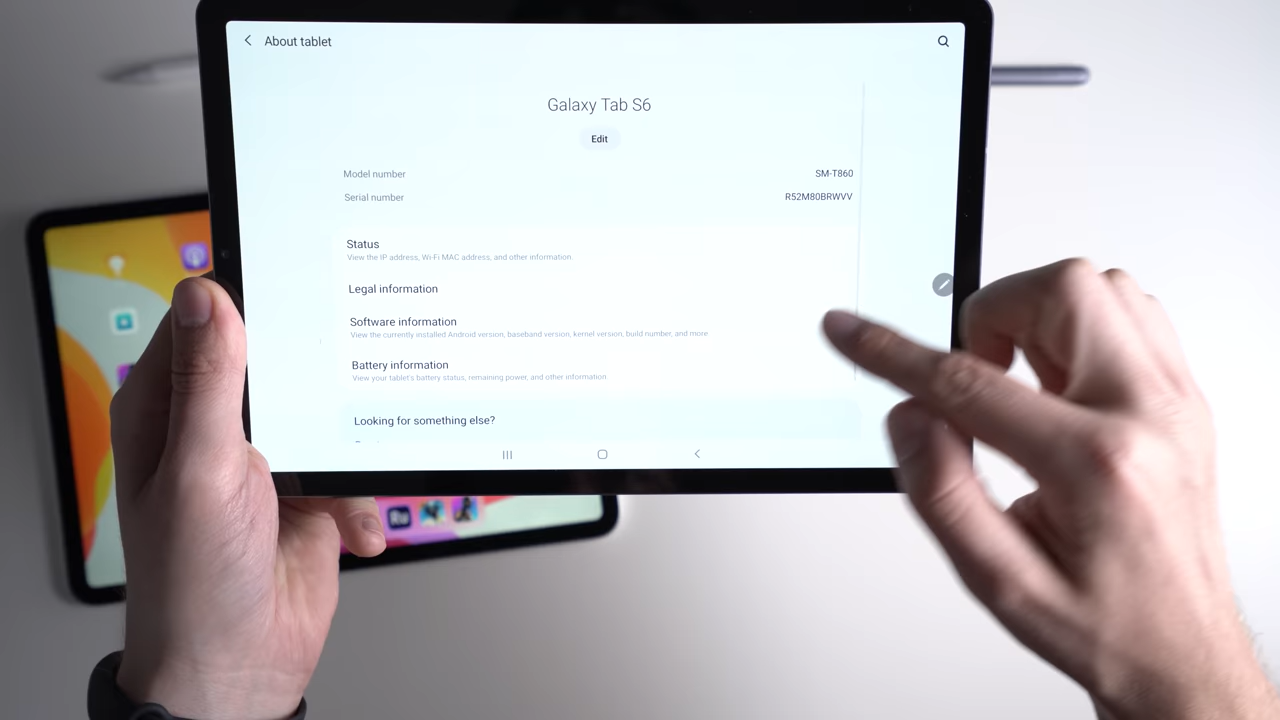 About tablet
Galaxy Tab S6
Edit
Model number SM-T860
Serial number R52M80BRWVV
Status
View the IP address, Wi-Fi MAC address, and other information.
Legal information
Software information
View the currently installed Android version, baseband version, kernel version, build number, and more
Battery information
View your tablet's battery status, remaining power, and other information
Looking for something else?
Ru